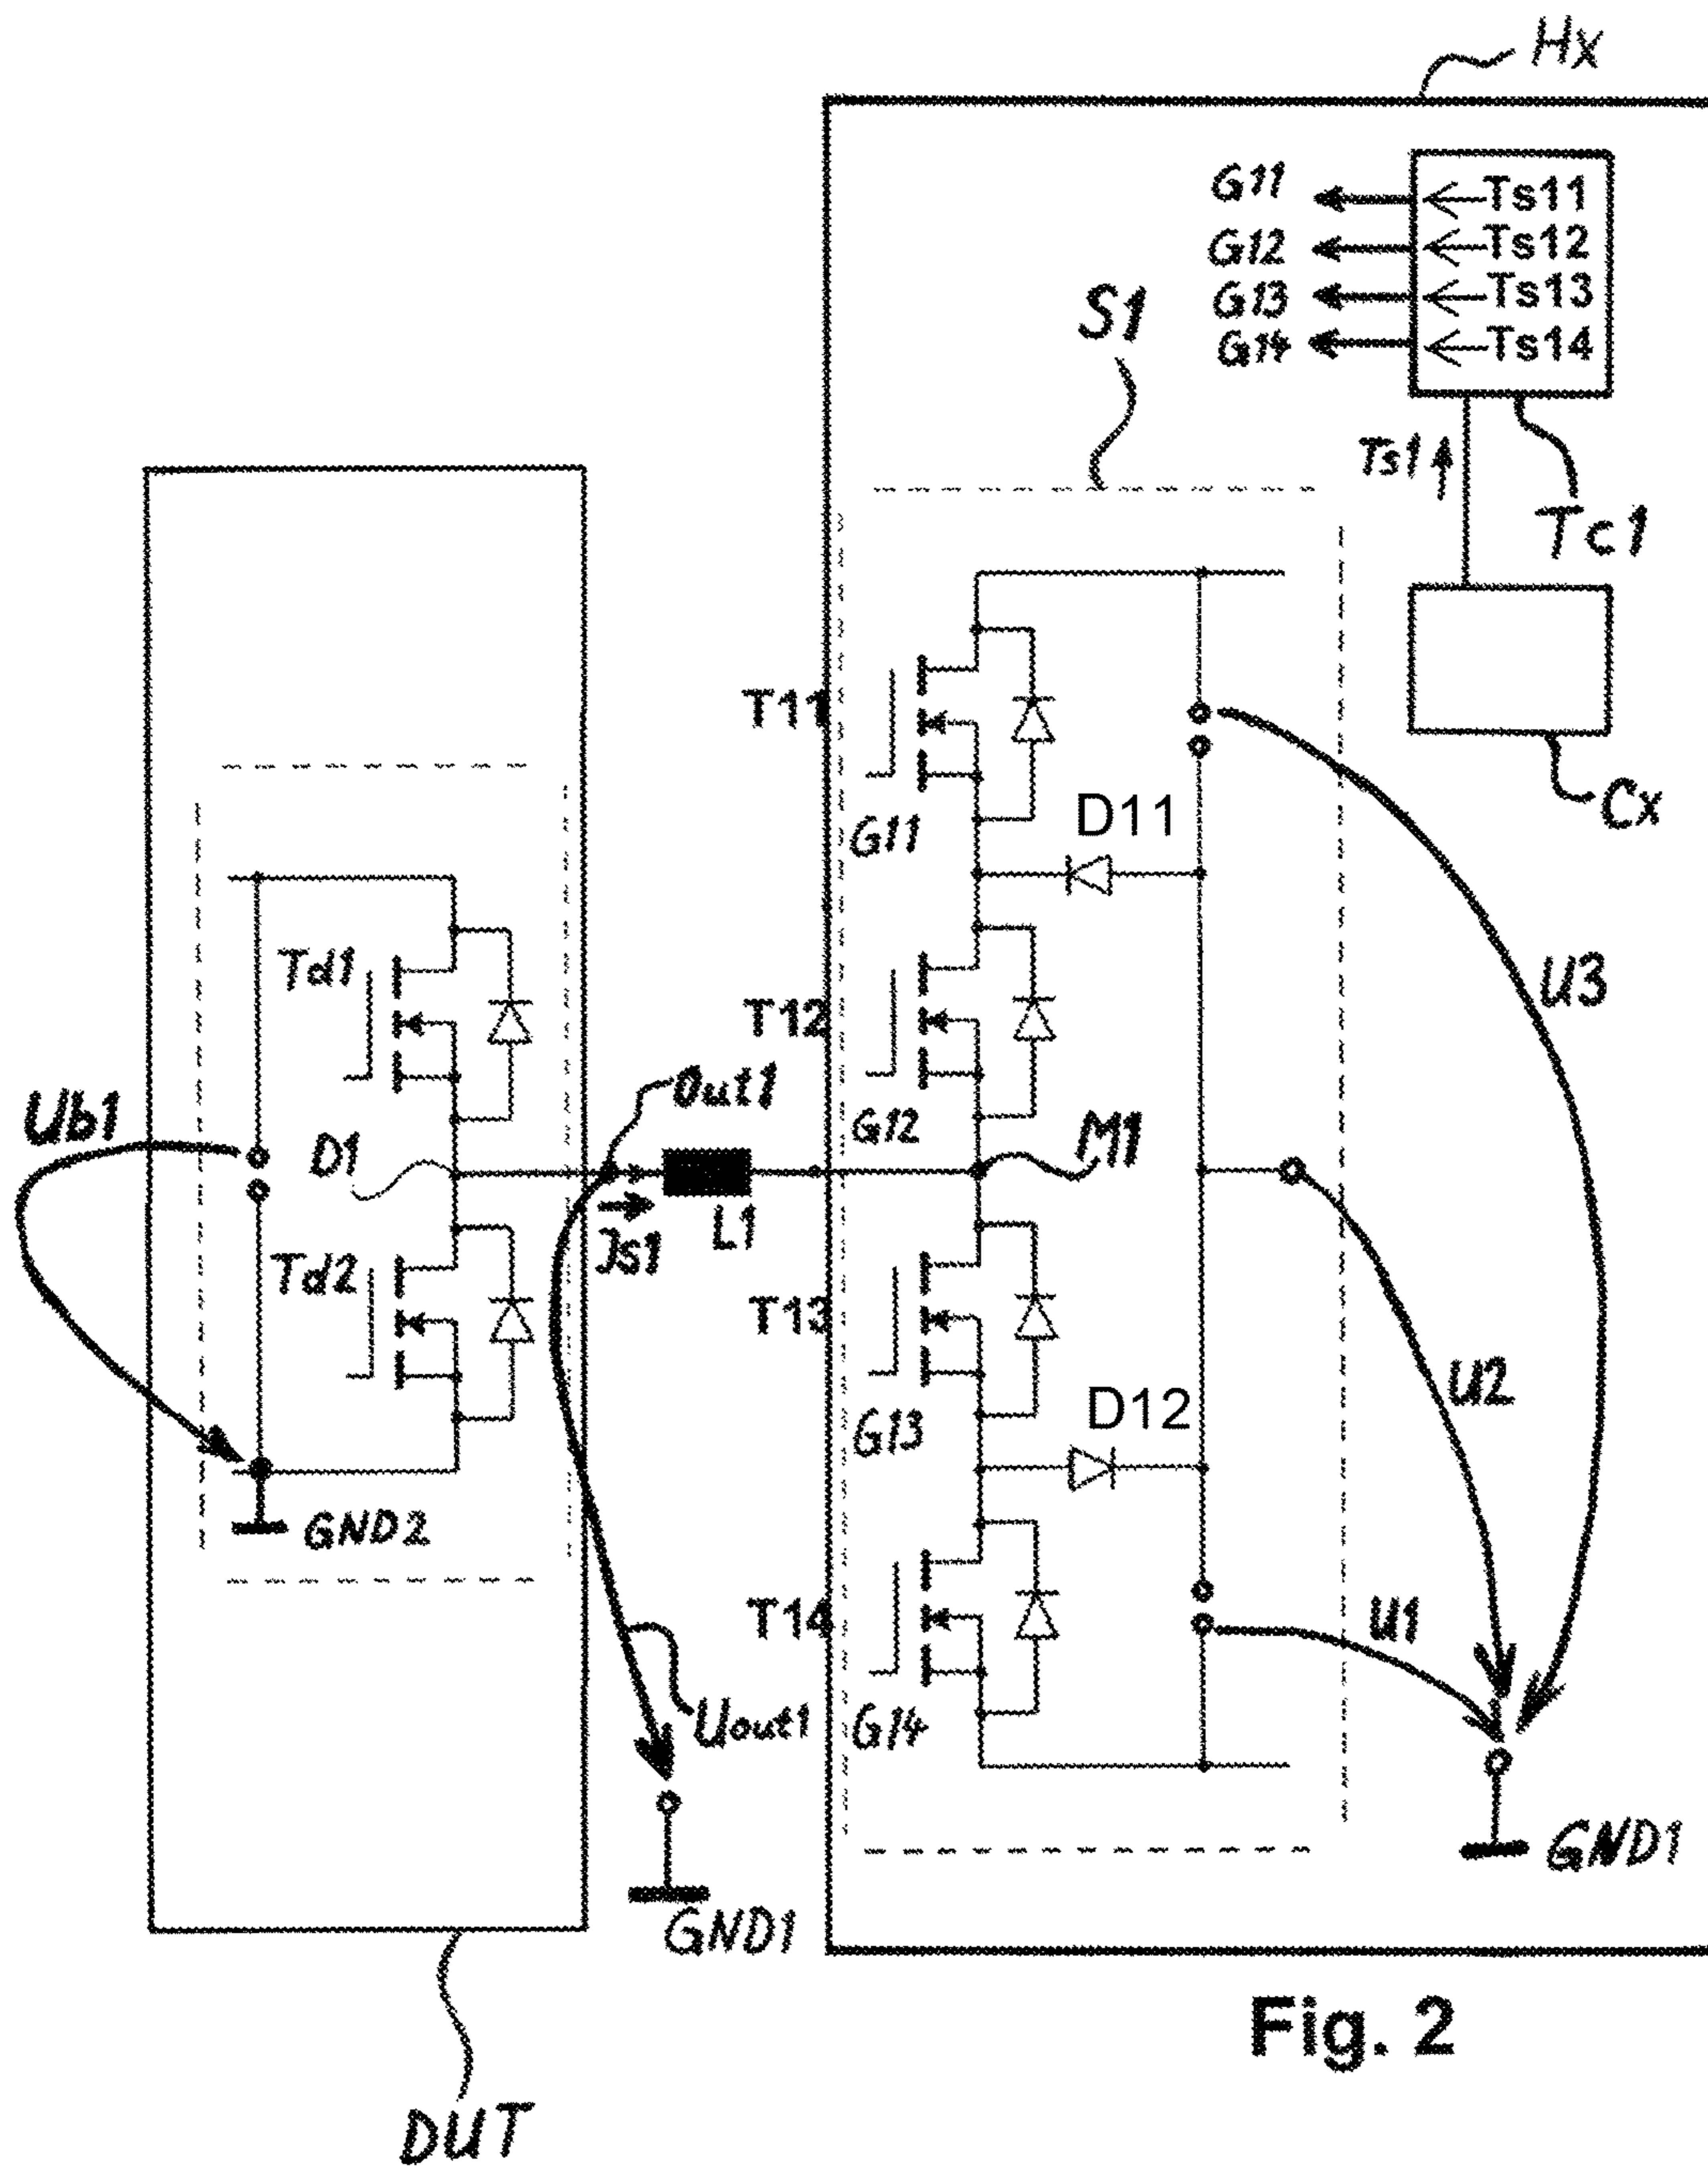 Hx
G11
Ts11
G12
Ts12
G13
Ts13
G14
Ts14
S1
Ts1
Tc1
T11
Cx
D11
G11
Td1
U3
T12
Ub1
Out1
G12
M1
D1
Js1
L1
Td2
T13
U2
D12
G13
GND2
T14
U1
Uout1
G14
GND1
GND1
Fig. 2
DUT